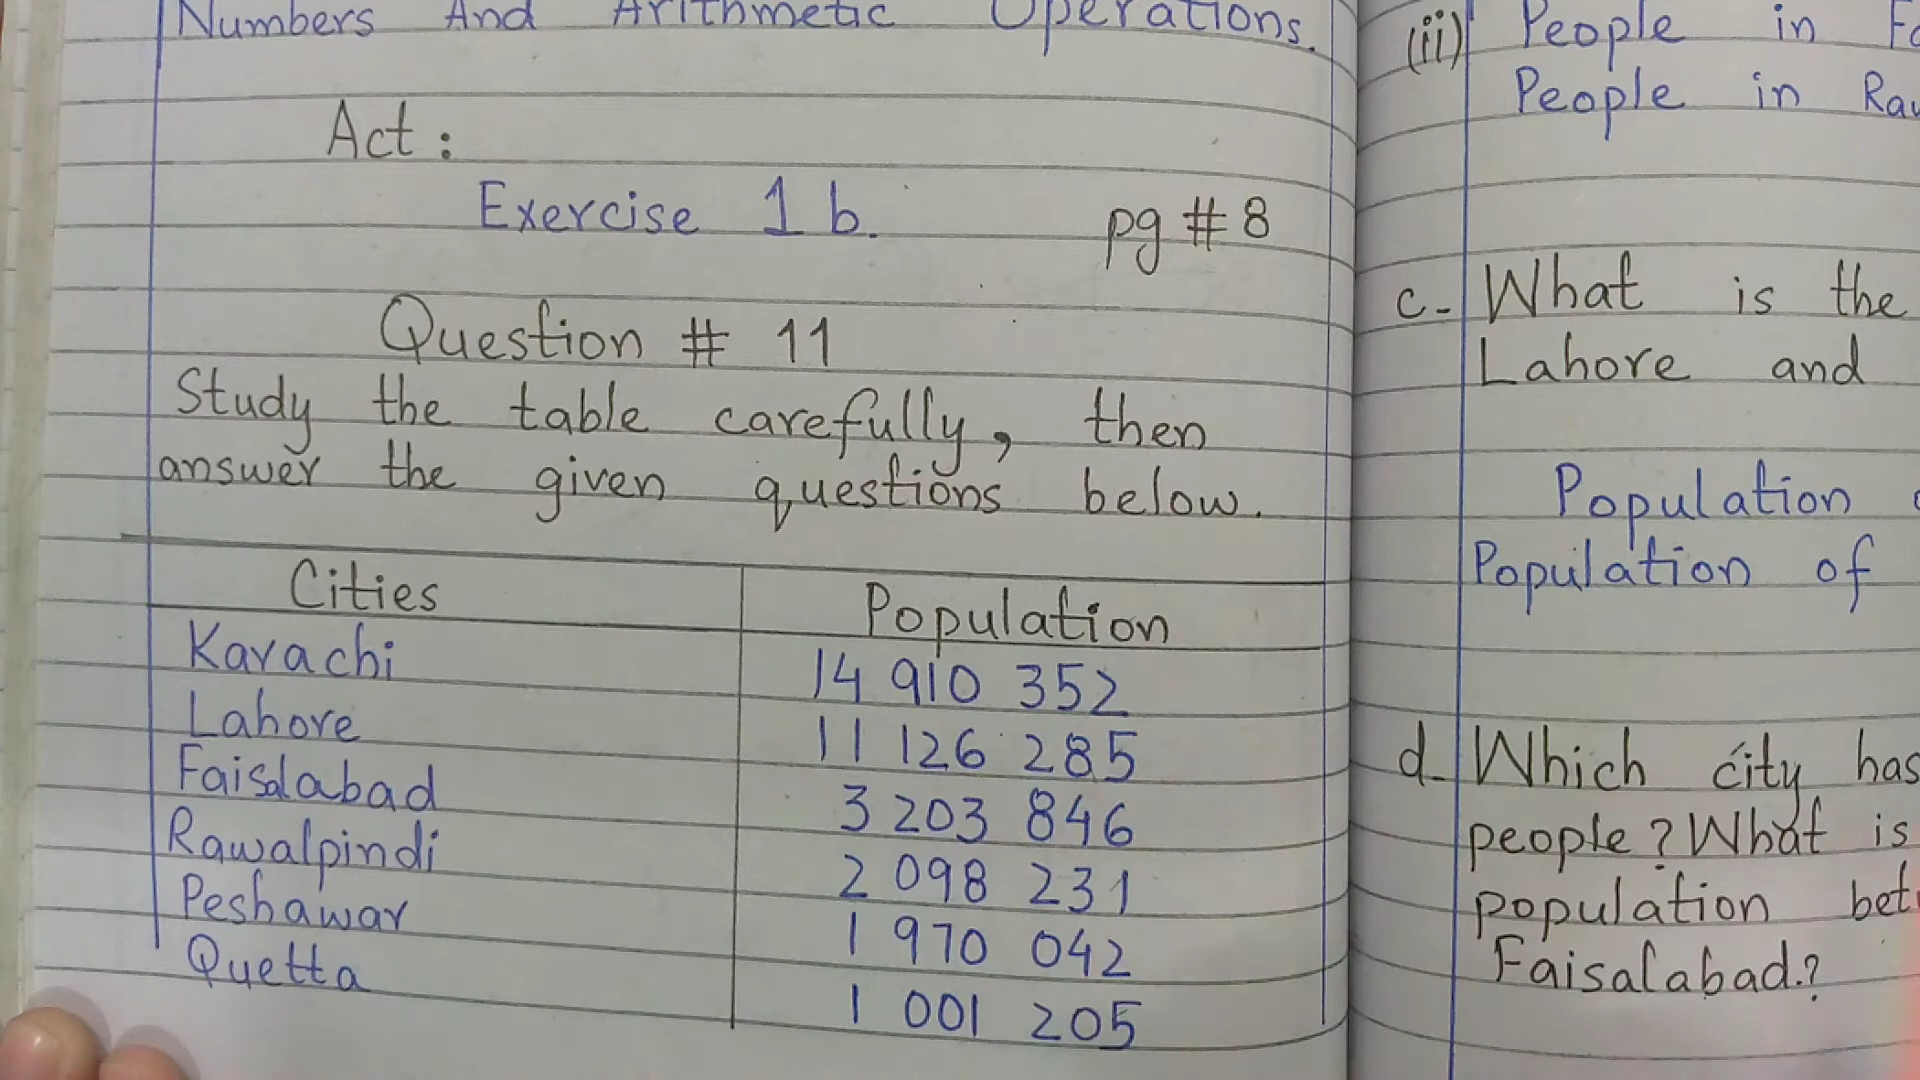 Numbers And Arithmetic Operations.
Act:
Exercise 1 b. pg # 8
Question # 11
Study the table carefully, then
answer the given questions below.
Cities Population
Karachi 14 910 352
Lahore 11 126 285
Faisalabad 3 203 846
Rawalpindi 2 098 231
Peshawar 1 970 042
Quetta 1 001 205
(ii) People in
People in
c. What is the
Lahore and
Population
Population of
d. Which city has
people? What is
population
Faisalabad.?